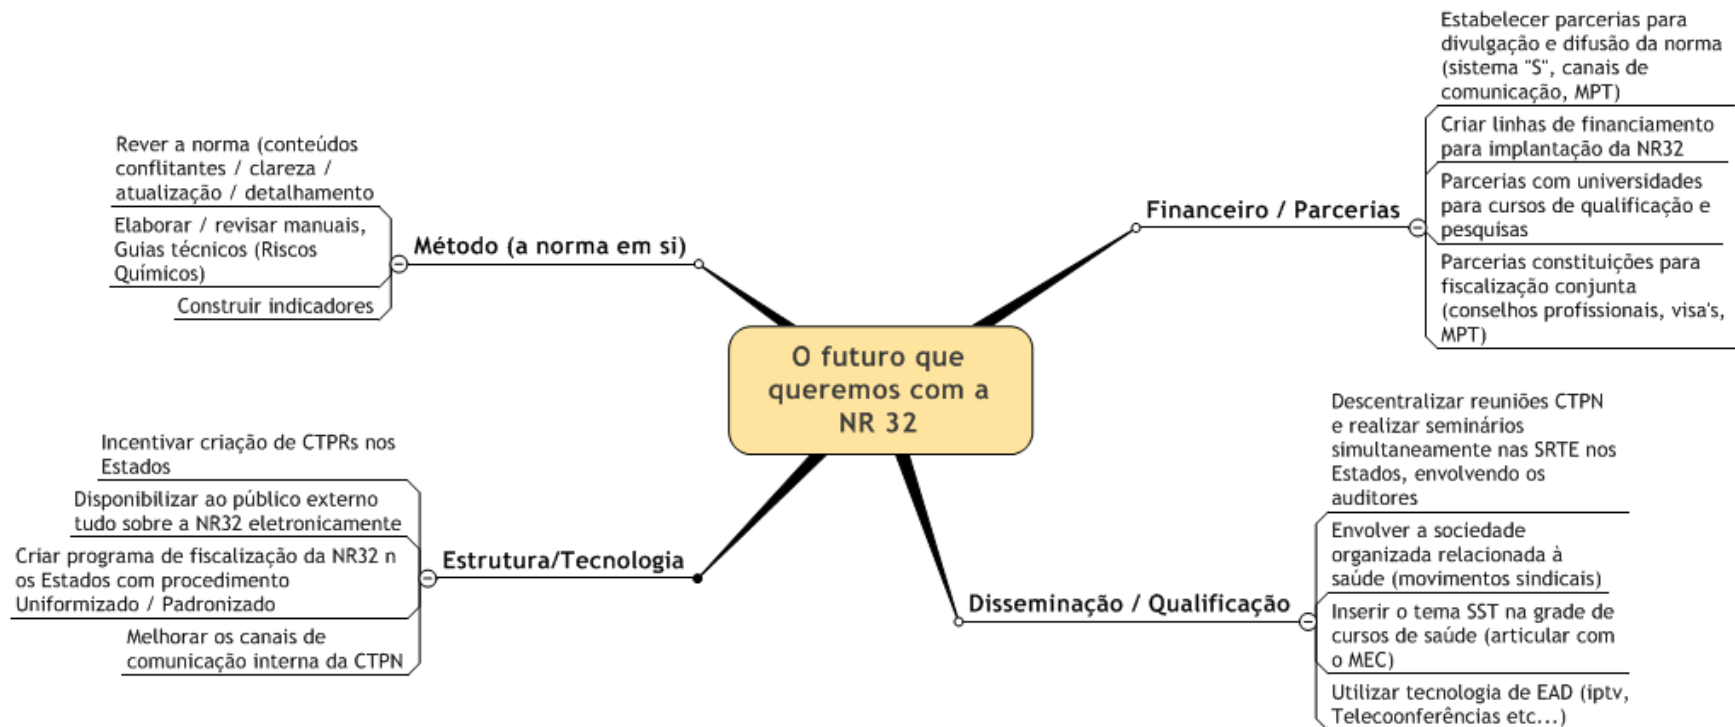 O futuro que
queremos com a
NR 32
Método (a norma em si)
Rever a norma (conteúdos
conflitantes / clareza /
atualização / detalhamento
Elaborar / revisar manuais,
Guias técnicos (Riscos
Químicos)
Construir indicadores
Estrutura/Tecnologia
Incentivar criação de CTPRs nos
Estados
Disponibilizar ao público externo
tudo sobre a NR32 eletronicamente
Criar programa de fiscalização da NR32 n
os Estados com procedimento
Uniformizado / Padronizado
Melhorar os canais de
comunicação interna da CTPN
Financeiro / Parcerias
Estabelecer parcerias para
divulgação e difusão da norma
(sistema "S", canais de
comunicação, MPT)
Criar linhas de financiamento
para implantação da NR32
Parcerias com universidades
para cursos de qualificação e
pesquisas
Parcerias constituições para
fiscalização conjunta
(conselhos profissionais, visa's,
MPT)
Disseminação / Qualificação
Descentralizar reuniões CTPN
e realizar seminários
simultaneamente nas SRTE nos
Estados, envolvendo os
auditores
Envolver a sociedade
organizada relacionada à
saúde (movimentos sindicais)
Inserir o tema SST na grade de
cursos de saúde (articular com
o MEC)
Utilizar tecnologia de EAD (iptv,
Telecoonferências etc...)